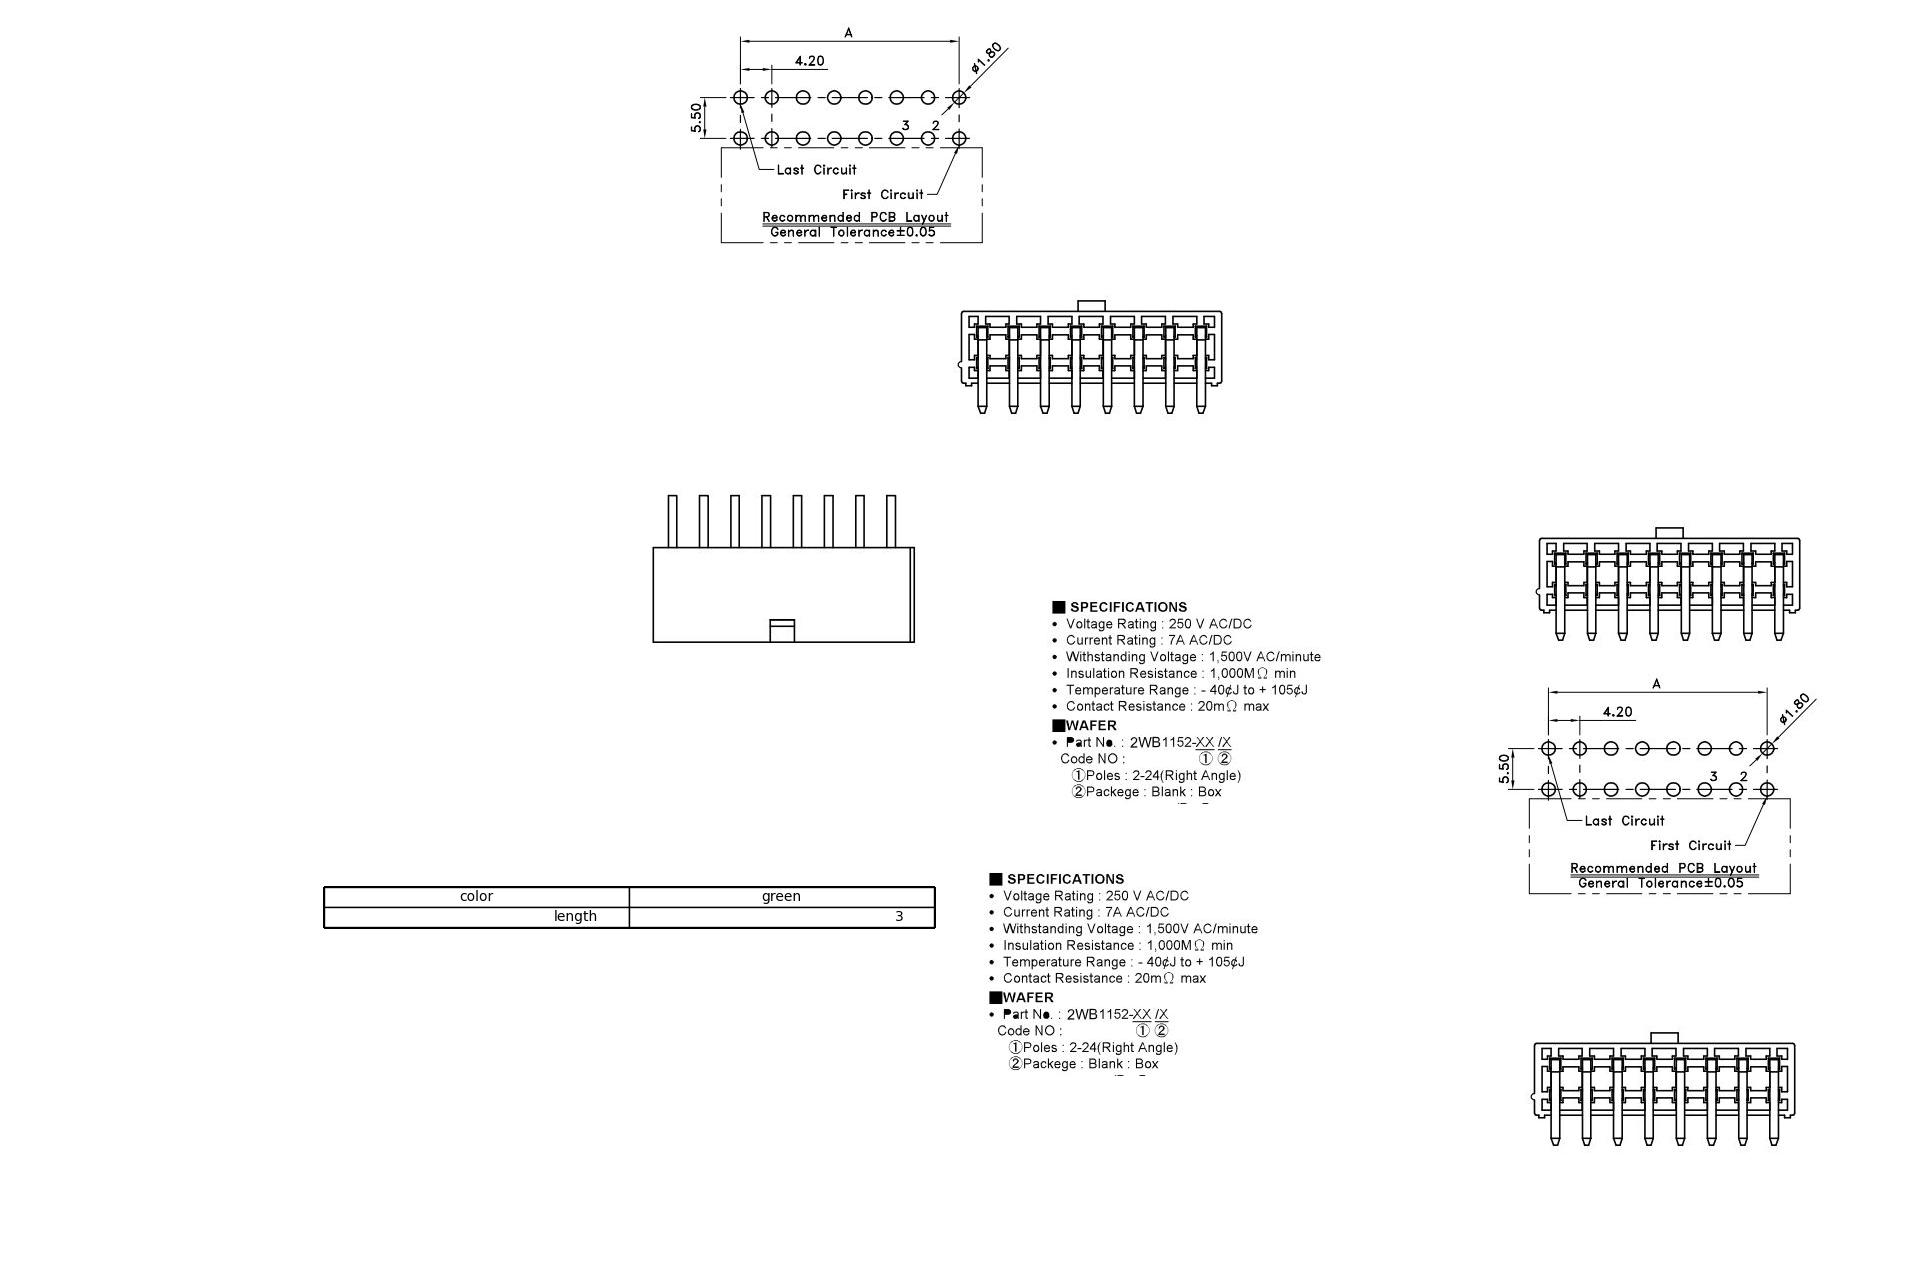 A
4.20
ø1.80
5.50
3 2
Last Circuit
First Circuit
Recommended PCB Layout
General Tolerance±0.05
■ SPECIFICATIONS
• Voltage Rating : 250 V AC/DC
• Current Rating : 7A AC/DC
• Withstanding Voltage : 1,500V AC/minute
• Insulation Resistance : 1,000MΩ min
• Temperature Range : - 40¢J to + 105¢J
• Contact Resistance : 20mΩ max
■WAFER
• Part No. : 2WB1152-XX /X
Code NO : ① ②
①Poles : 2-24(Right Angle)
②Packege : Blank : Box
A
4.20
ø1.80
5.50
3 2
Last Circuit
First Circuit
Recommended PCB Layout
General Tolerance±0.05
color green
length 3
■ SPECIFICATIONS
• Voltage Rating : 250 V AC/DC
• Current Rating : 7A AC/DC
• Withstanding Voltage : 1,500V AC/minute
• Insulation Resistance : 1,000MΩ min
• Temperature Range : - 40¢J to + 105¢J
• Contact Resistance : 20mΩ max
■WAFER
• Part No. : 2WB1152-XX /X
Code NO : ① ②
①Poles : 2-24(Right Angle)
②Packege : Blank : Box